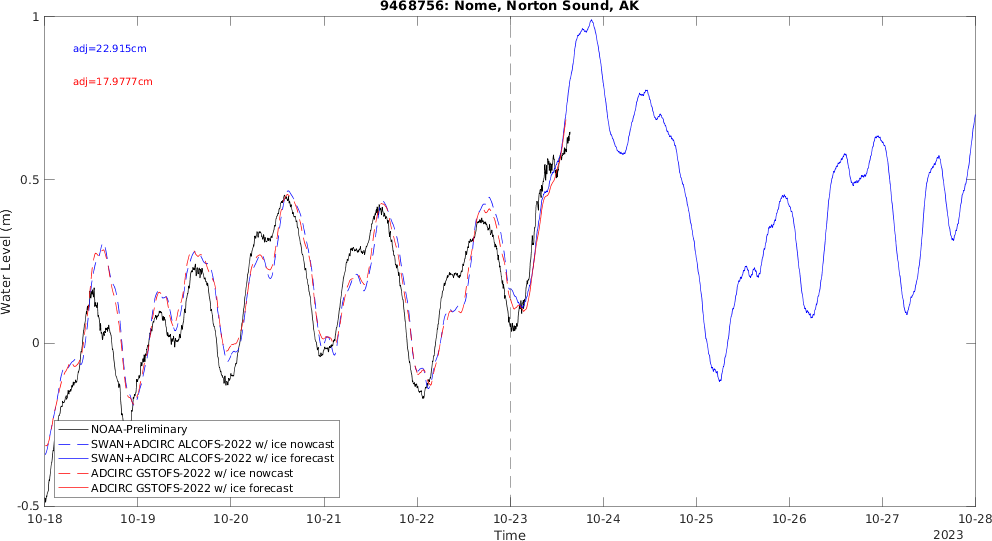 9468756: Nome, Norton Sound, AK
1
adj=22.915cm
adj=17.9777cm
0.5
Water Level (m)
0
NOAA-Preliminary
SWAN+ADCIRC ALCOFS-2022 w/ ice nowcast
SWAN+ADCIRC ALCOFS-2022 w/ ice forecast
ADCIRC GSTOFS-2022 w/ ice nowcast
ADCIRC GSTOFS-2022 w/ ice forecast
-0.5
10-18 10-19 10-20 10-21 10-22 10-23 10-24 10-25 10-26 10-27 10-28
Time
2023